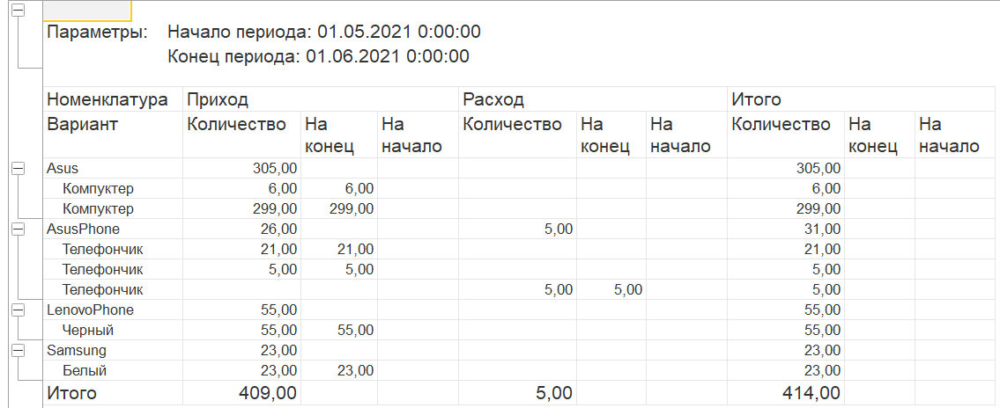 Параметры: Начало периода: 01.05.2021 0:00:00
Конец периода: 01.06.2021 0:00:00
Номенклатура Приход Расход Итого
Вариант Количество На конец На начало Количество На конец На начало Количество На конец На начало
Asus 305,00 305,00
Компуктер 6,00 6,00 6,00
Компуктер 299,00 299,00 299,00
AsusPhone 26,00 5,00 31,00
Телефончик 21,00 21,00 21,00
Телефончик 5,00 5,00 5,00
Телефончик 5,00 5,00 5,00
LenovoPhone 55,00 55,00
Черный 55,00 55,00 55,00
Samsung 23,00 23,00
Белый 23,00 23,00 23,00
Итого 409,00 5,00 414,00